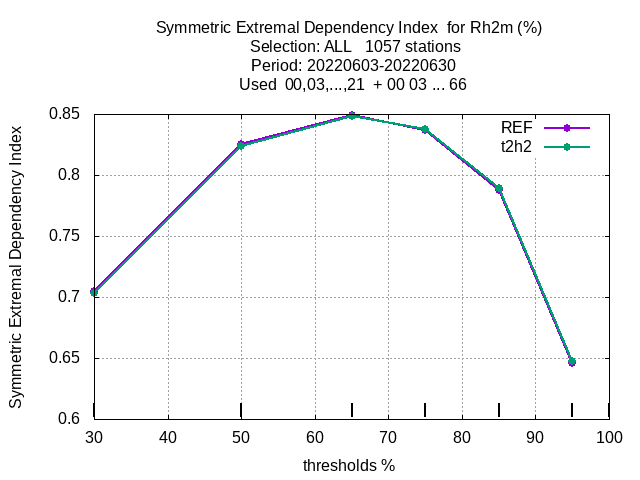 Symmetric Extremal Dependency Index  for Rh2m (%)
Selection: ALL   1057 stations
Period: 20220603-20220630
Used  00,03,...,21  + 00 03 ... 66
REF
t2h2
Symmetric Extremal Dependency Index
0.85
0.8
0.75
0.7
0.65
0.6
30 40 50 60 70 80 90 100
thresholds %